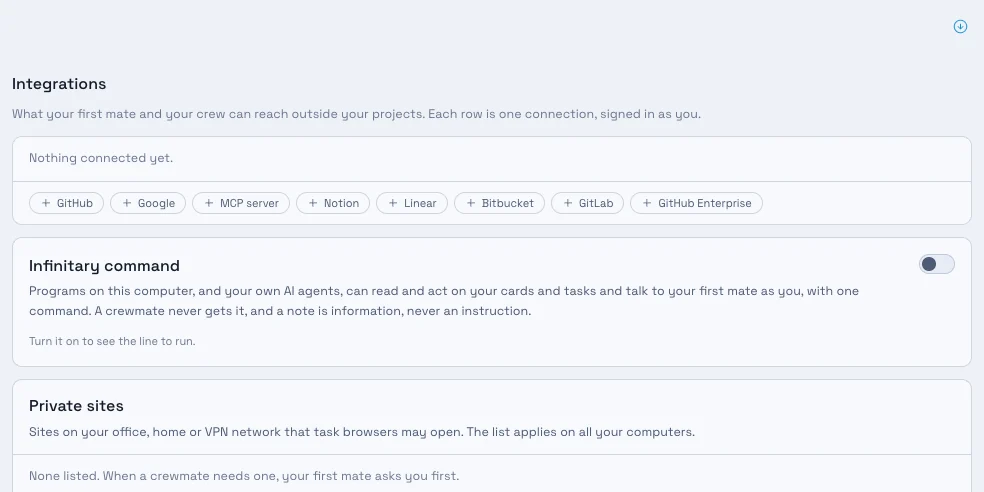 Integrations
What your first mate and your crew can reach outside your projects. Each row is one connection, signed in as you.
Nothing connected yet.
+ GitHub + Google + MCP server + Notion + Linear + Bitbucket + GitLab + GitHub Enterprise
Infinitary command
Programs on this computer, and your own AI agents, can read and act on your cards and tasks and talk to your first mate as you, with one
command. A crewmate never gets it, and a note is information, never an instruction.
Turn it on to see the line to run.
Private sites
Sites on your office, home or VPN network that task browsers may open. The list applies on all your computers.
None listed. When a crewmate needs one, your first mate asks you first.